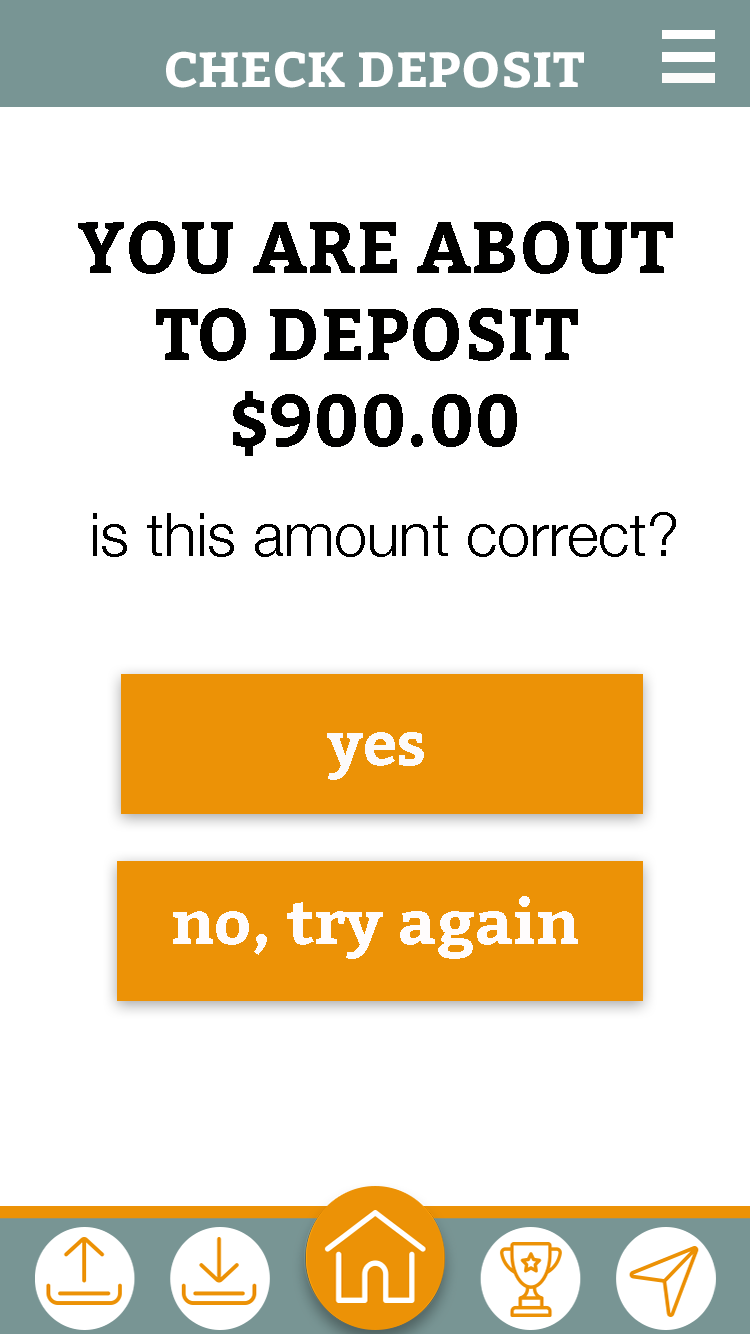 CHECK DEPOSIT
YOU ARE ABOUT
TO DEPOSIT
$900.00
is this amount correct?
yes
no, try again